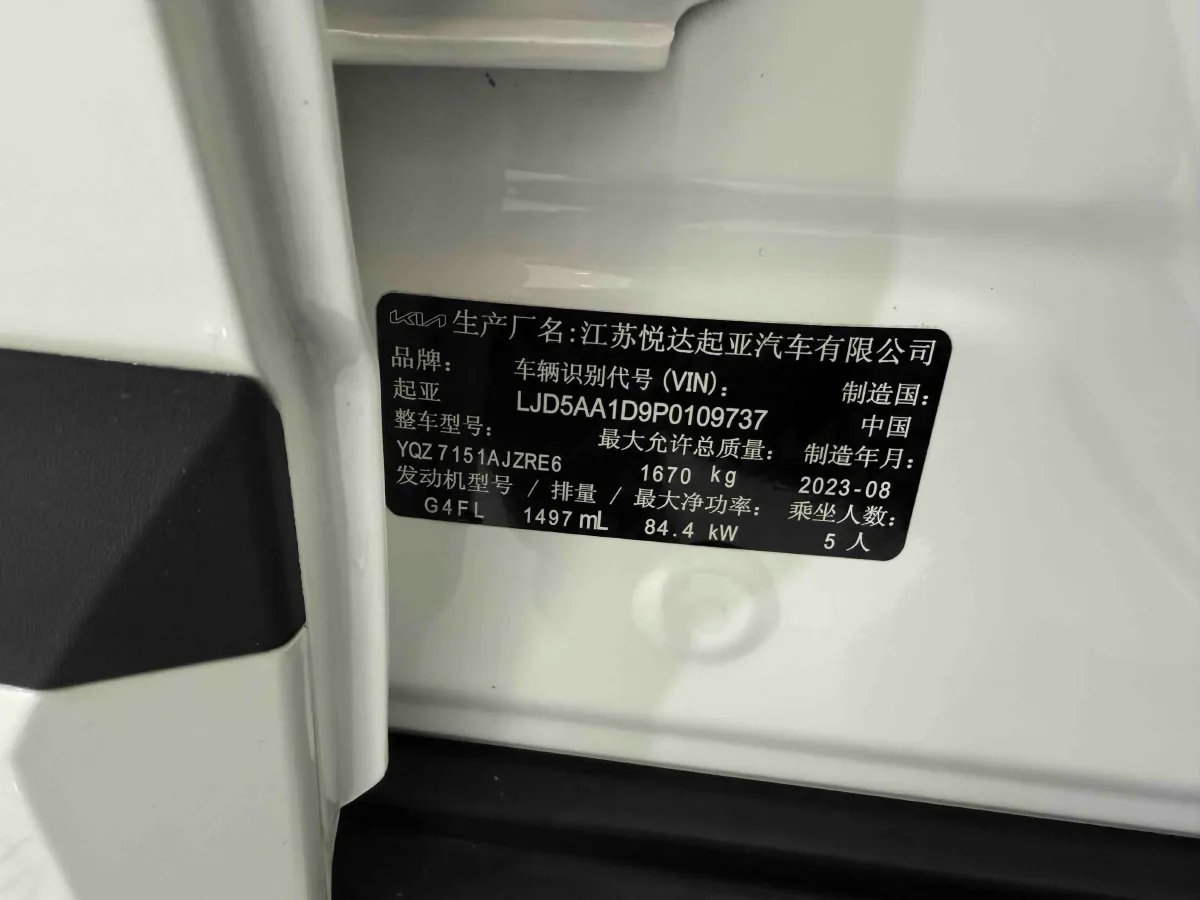 KIA 生产厂名:江苏悦达起亚汽车有限公司
品牌: 车辆识别代号 (VIN): 制造国:
起亚 LJD5AA1D9P0109737 中国
整车型号: 最大允许总质量: 制造年月:
YQZ7151AJZRE6 1670 kg 2023-08
发动机型号 / 排量 / 最大净功率: 乘坐人数:
G4FL 1497 mL 84.4 kW 5 人